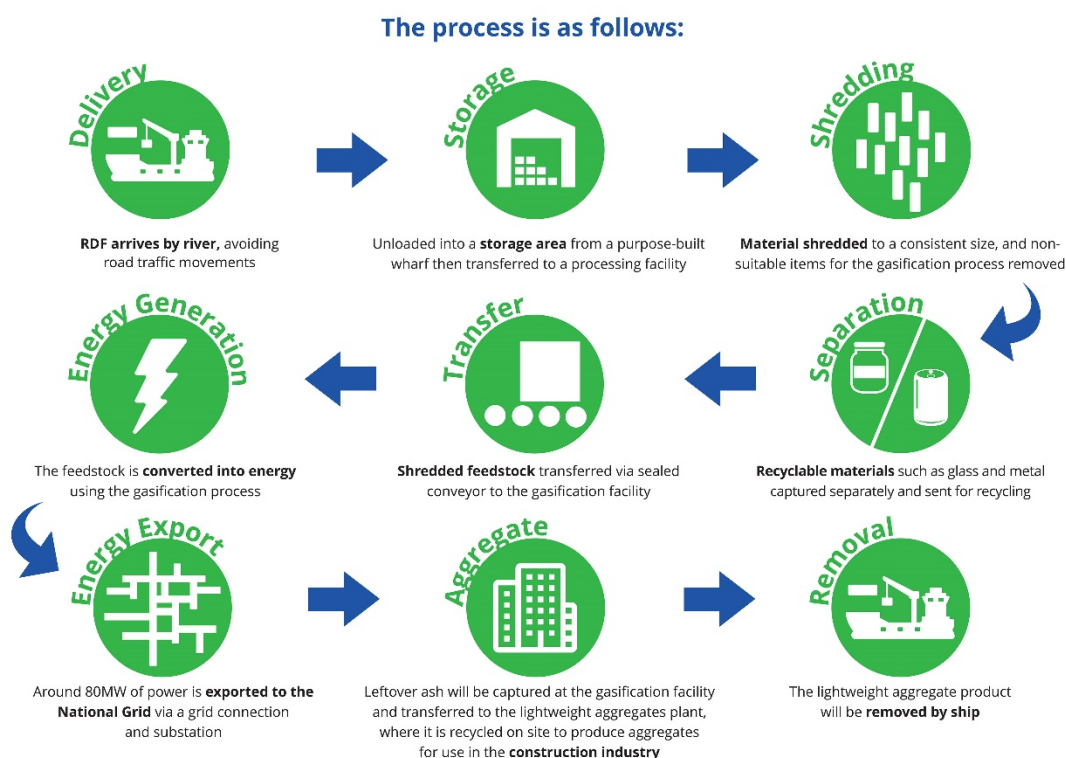 The process is as follows:
Delivery
RDF arrives by river, avoiding
road traffic movements
Storage
Unloaded into a storage area from a purpose-built
wharf then transferred to a processing facility
Shredding
Material shredded to a consistent size, and non-
suitable items for the gasification process removed
Separation
Recyclable materials such as glass and metal
captured separately and sent for recycling
Transfer
Shredded feedstock transferred via sealed
conveyor to the gasification facility
Energy Generation
The feedstock is converted into energy
using the gasification process
Energy Export
Around 80MW of power is exported to the
National Grid via a grid connection
and substation
Aggregate
Leftover ash will be captured at the gasification facility
and transferred to the lightweight aggregates plant,
where it is recycled on site to produce aggregates
for use in the construction industry
Removal
The lightweight aggregate product
will be removed by ship